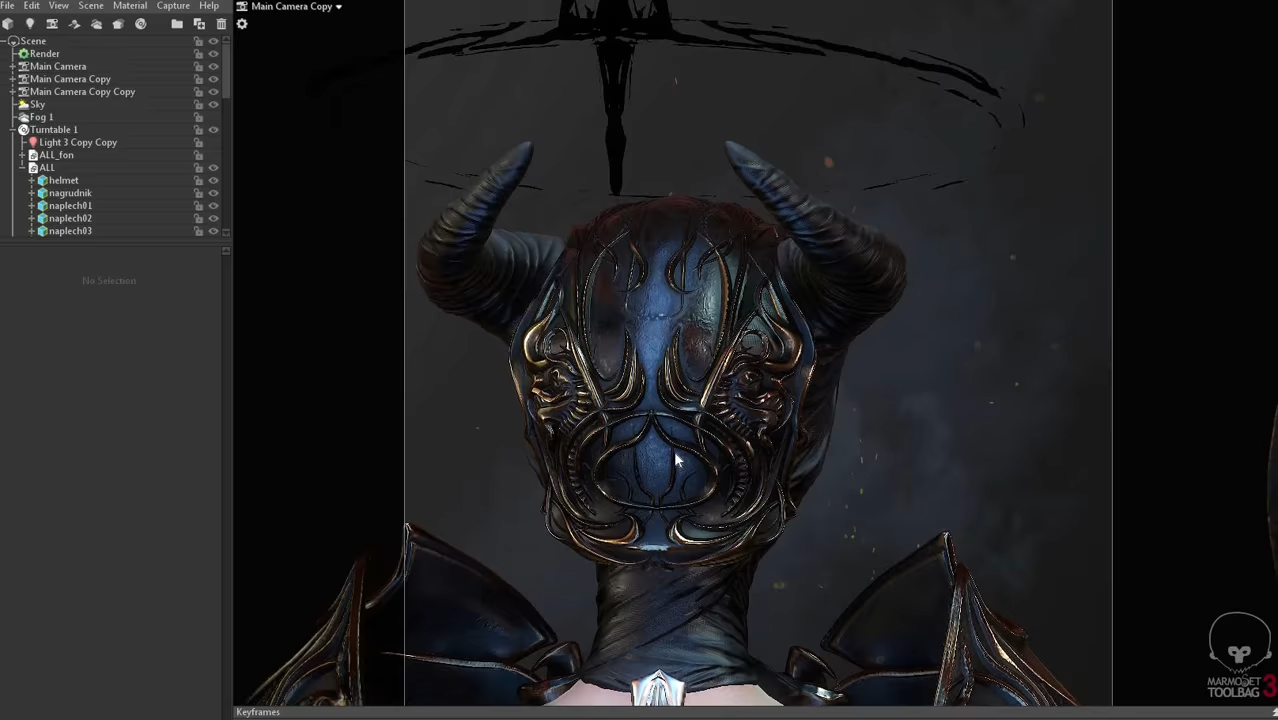 File Edit View Scene Material Capture Help
Main Camera Copy
Scene
Render
Main Camera
Main Camera Copy
Main Camera Copy Copy
Sky
Fog 1
Turntable 1
Light 3 Copy Copy
ALL_fon
ALL
helmet
nagrudnik
naplech01
naplech02
naplech03
No Selection
MARMOSET
TOOLBAG 3
Keyframes